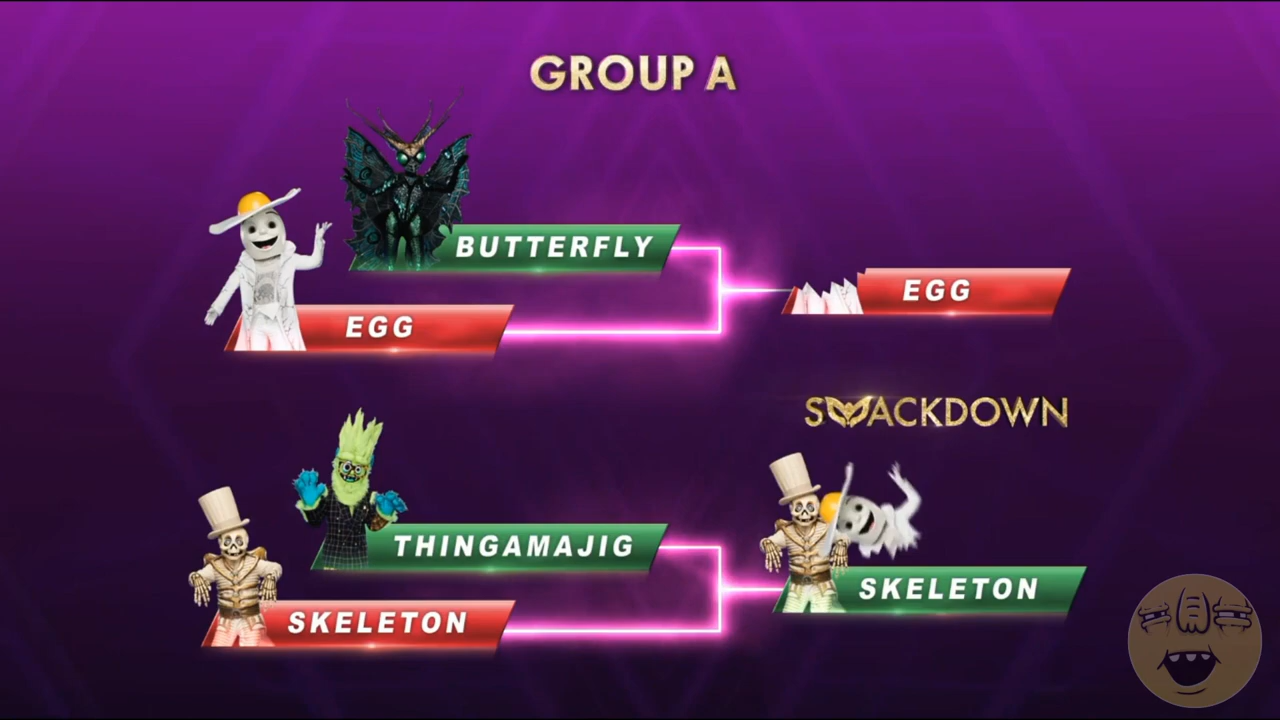 GROUP A
BUTTERFLY
EGG
EGG
SMACKDOWN
THINGAMAJIG
SKELETON
SKELETON